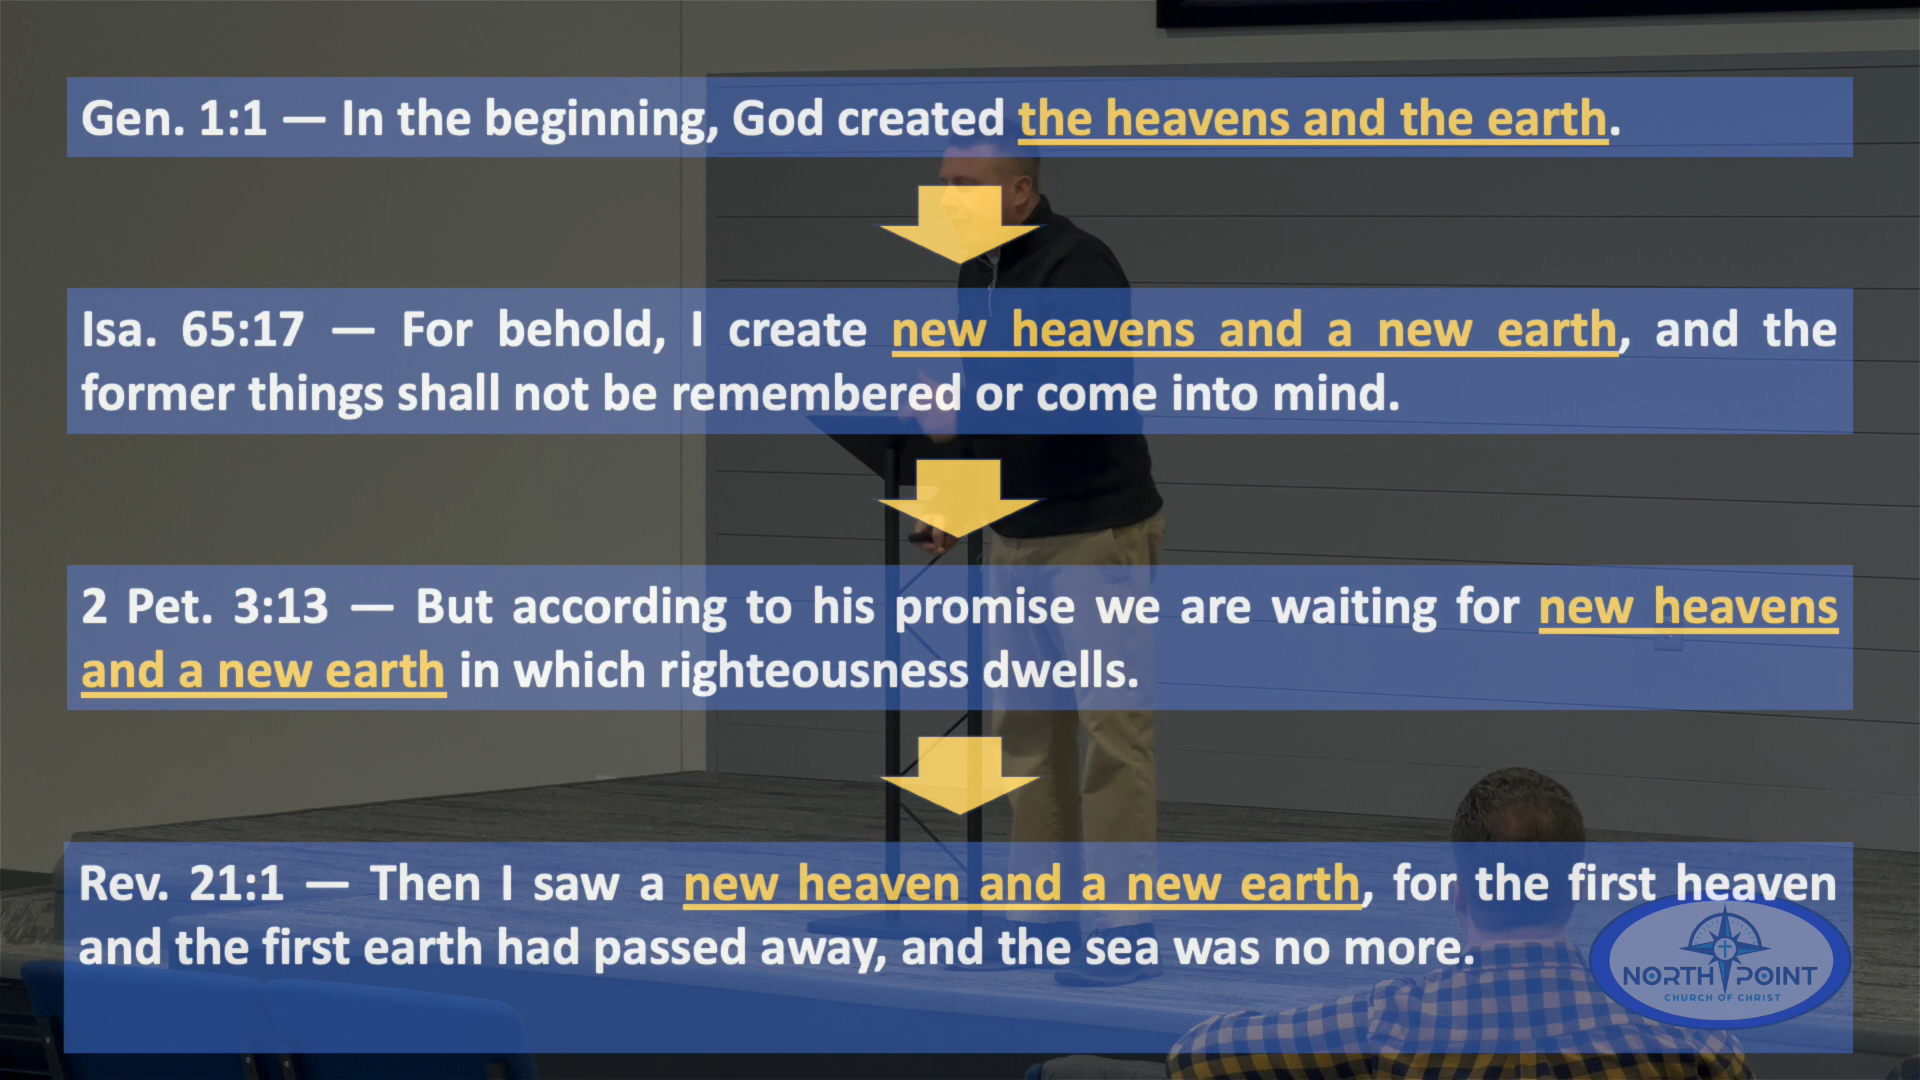 Gen. 1:1 — In the beginning, God created the heavens and the earth.
Isa. 65:17 — For behold, I create new heavens and a new earth, and the
former things shall not be remembered or come into mind.
2 Pet. 3:13 — But according to his promise we are waiting for new heavens
and a new earth in which righteousness dwells.
Rev. 21:1 — Then I saw a new heaven and a new earth, for the first heaven
and the first earth had passed away, and the sea was no more.
NORTH POINT
CHURCH OF CHRIST